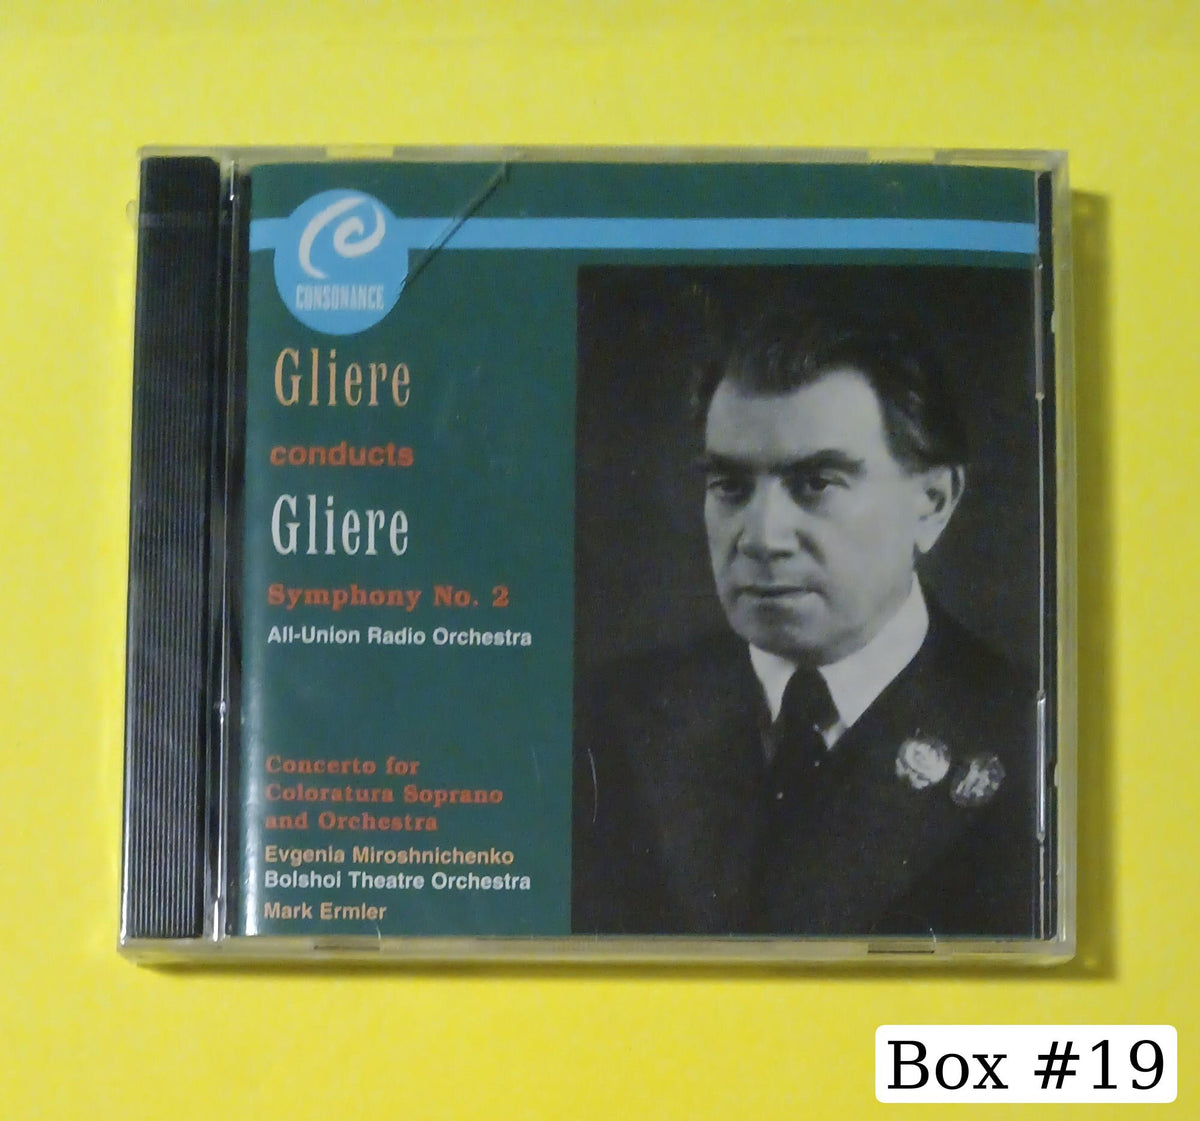 CONSONANCE
Gliere
conducts
Gliere
Symphony No. 2
All-Union Radio Orchestra
Concerto for
Coloratura Soprano
and Orchestra
Evgenia Miroshnichenko
Bolshoi Theatre Orchestra
Mark Ermler
Box #19